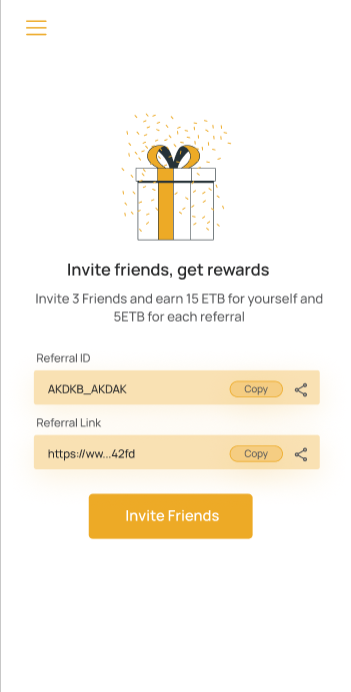 Invite friends, get rewards
Invite 3 Friends and earn 15 ETB for yourself and
5ETB for each referral
Referral ID
AKDKB_AKDAK Copy
Referral Link
https://ww...42fd Copy
Invite Friends